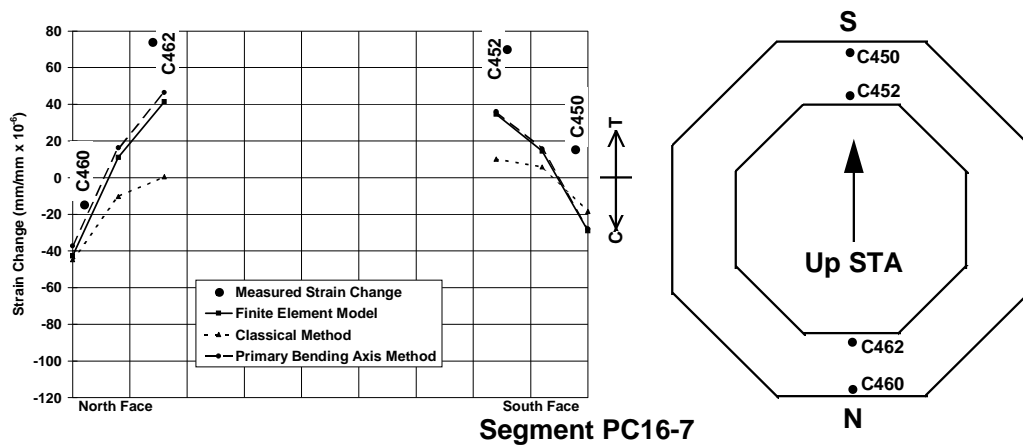 Strain Change (mm/mm x 10-6)
80
60
40
20
0
-20
-40
-60
-80
-100
-120
C460
C462
C452
C450
Measured Strain Change
Finite Element Model
Classical Method
Primary Bending Axis Method
North Face
South Face
T
C
S
C450
C452
Up STA
C462
C460
N
Segment PC16-7